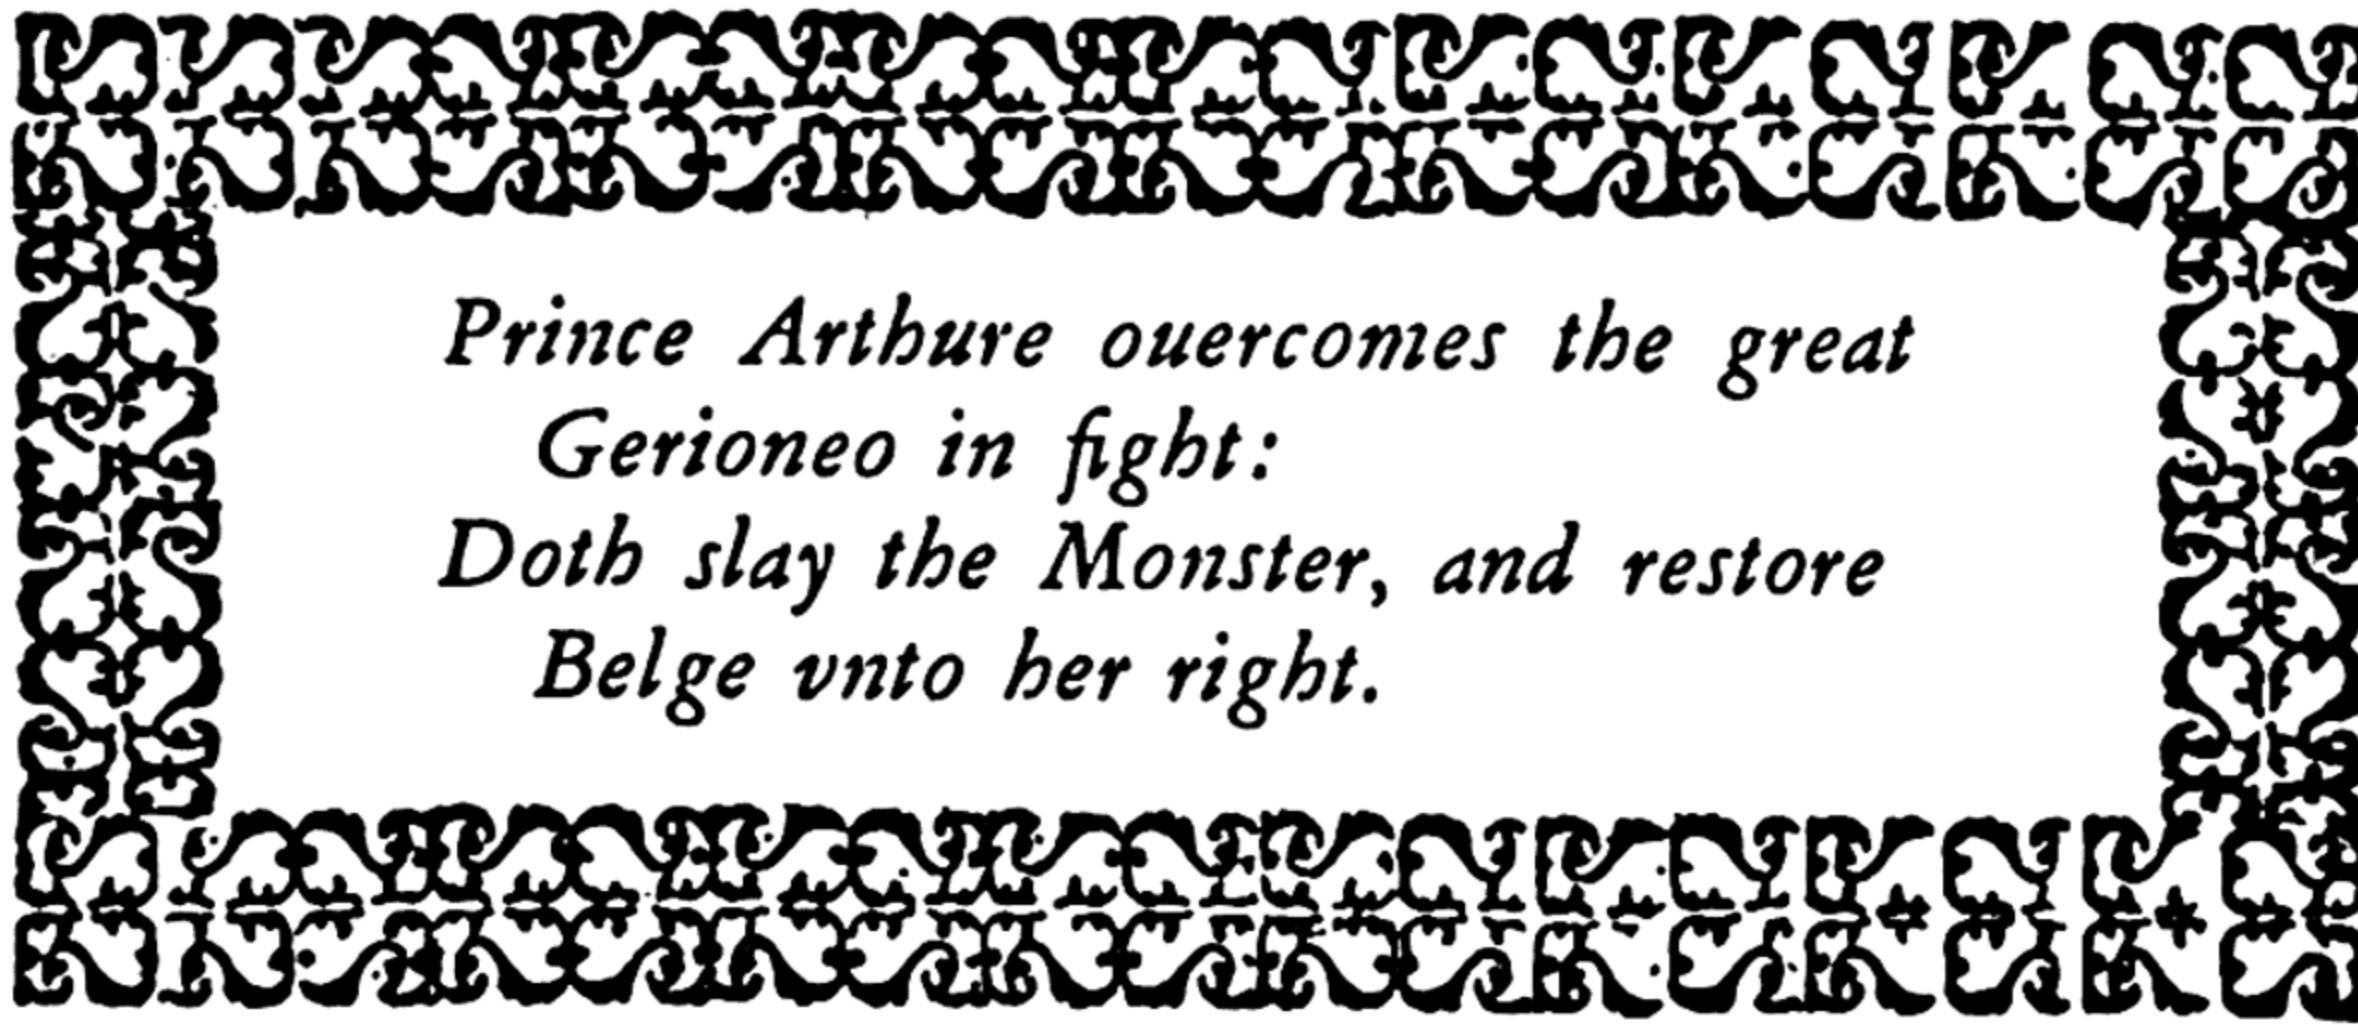 Prince Arthure ouercomes the great
Gerioneo in fight:
Doth slay the Monster, and restore
Belge vnto her right.